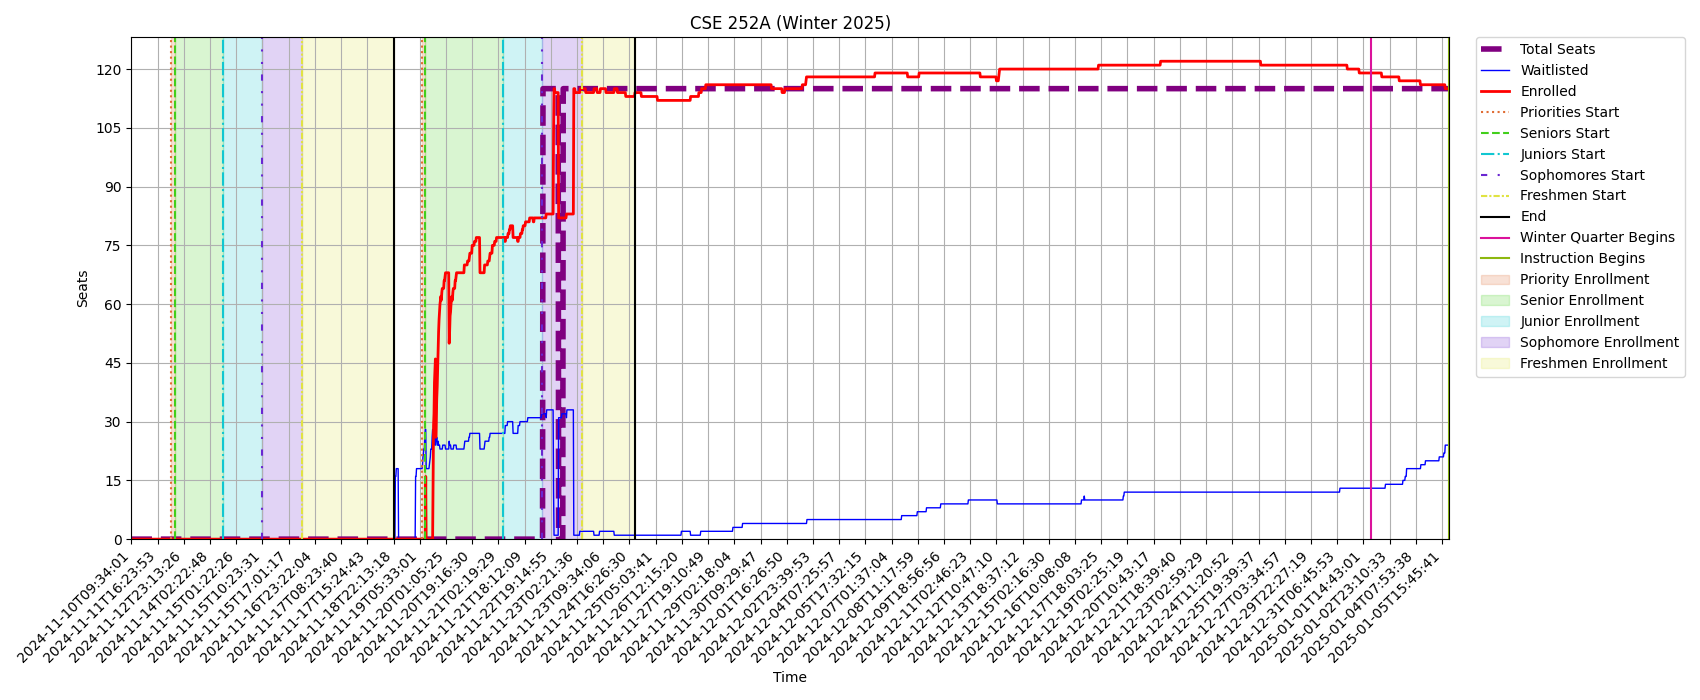 CSE 252A (Winter 2025)
Seats
120
105
90
75
60
45
30
15
0
2024-11-10T09:34:01
2024-11-11T16:23:53
2024-11-12T23:13:26
2024-11-14T02:22:48
2024-11-15T01:22:26
2024-11-15T10:23:31
2024-11-15T17:01:17
2024-11-16T23:22:04
2024-11-17T08:23:40
2024-11-17T15:24:43
2024-11-18T22:13:18
2024-11-19T05:33:01
2024-11-20T01:05:25
2024-11-20T19:16:30
2024-11-21T02:19:29
2024-11-21T18:12:09
2024-11-22T19:14:55
2024-11-23T02:21:36
2024-11-23T09:34:06
2024-11-24T16:26:30
2024-11-25T05:03:41
2024-11-26T12:15:20
2024-11-27T19:10:49
2024-11-29T02:18:04
2024-11-30T09:29:47
2024-12-01T16:26:50
2024-12-02T23:39:53
2024-12-04T07:25:57
2024-12-05T17:32:15
2024-12-07T01:37:04
2024-12-08T11:17:59
2024-12-09T18:56:56
2024-12-11T02:46:23
2024-12-12T10:47:10
2024-12-13T18:37:12
2024-12-15T02:16:30
2024-12-16T10:08:08
2024-12-17T18:03:25
2024-12-19T02:25:19
2024-12-20T10:43:17
2024-12-21T18:39:40
2024-12-23T02:59:29
2024-12-24T11:20:52
2024-12-25T19:39:37
2024-12-27T03:34:57
2024-12-29T22:27:19
2024-12-31T06:45:53
2025-01-01T14:43:01
2025-01-02T23:10:33
2025-01-04T07:53:38
2025-01-05T15:45:41
Time
Total Seats
Waitlisted
Enrolled
Priorities Start
Seniors Start
Juniors Start
Sophomores Start
Freshmen Start
End
Winter Quarter Begins
Instruction Begins
Priority Enrollment
Senior Enrollment
Junior Enrollment
Sophomore Enrollment
Freshmen Enrollment